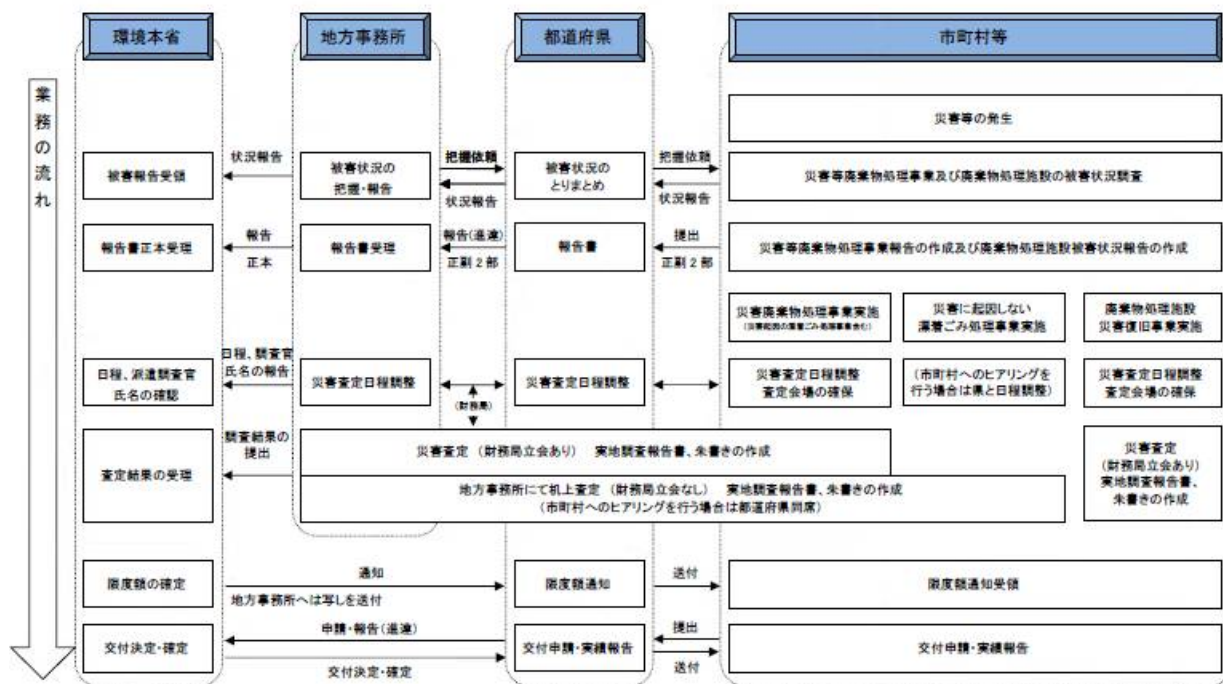 環境本省
地方事務所
都道府県
市町村等
業務の流れ
災害等の発生
被害報告受領
状況報告
被害状況の
把握・報告
把握依頼
状況報告
被害状況の
とりまとめ
把握依頼
状況報告
災害等廃棄物処理事業及び廃棄物処理施設の被害状況調査
報告書正本受理
報告
正本
報告書受理
報告(進達)
正副2部
報告書
提出
正副2部
災害等廃棄物処理事業報告の作成及び廃棄物処理施設被害状況報告の作成
災害廃棄物処理事業実施
(災害起因の漂着ごみ処理事業含む)
災害に起因しない
漂着ごみ処理事業実施
廃棄物処理施設
災害復旧事業実施
日程、派遣調査官
氏名の確認
日程、調査官
氏名の報告
災害査定日程調整
(財務局)
災害査定日程調整
災害査定日程調整
査定会場の確保
(市町村へのヒアリングを
行う場合は県と日程調整)
災害査定日程調整
査定会場の確保
査定結果の受理
調査結果の
提出
災害査定 (財務局立会あり) 実地調査報告書、朱書きの作成
地方事務所にて机上査定 (財務局立会なし) 実地調査報告書、朱書きの作成
(市町村へのヒアリングを行う場合は都道府県同席)
災害査定
(財務局立会あり)
実地調査報告書、
朱書きの作成
限度額の確定
通知
地方事務所へは写しを送付
限度額通知
送付
限度額通知受領
交付決定・確定
申請・報告(進達)
交付決定・確定
交付申請・実績報告
提出
送付
交付申請・実績報告